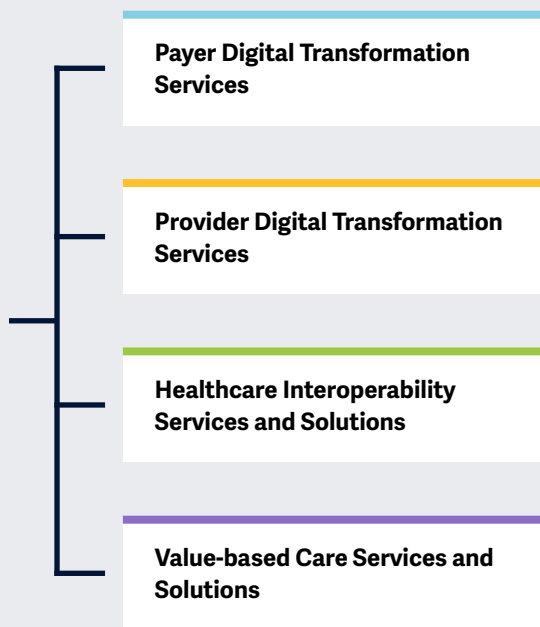 Payer Digital Transformation
Services
Provider Digital Transformation
Services
Healthcare Interoperability
Services and Solutions
Value-based Care Services and
Solutions